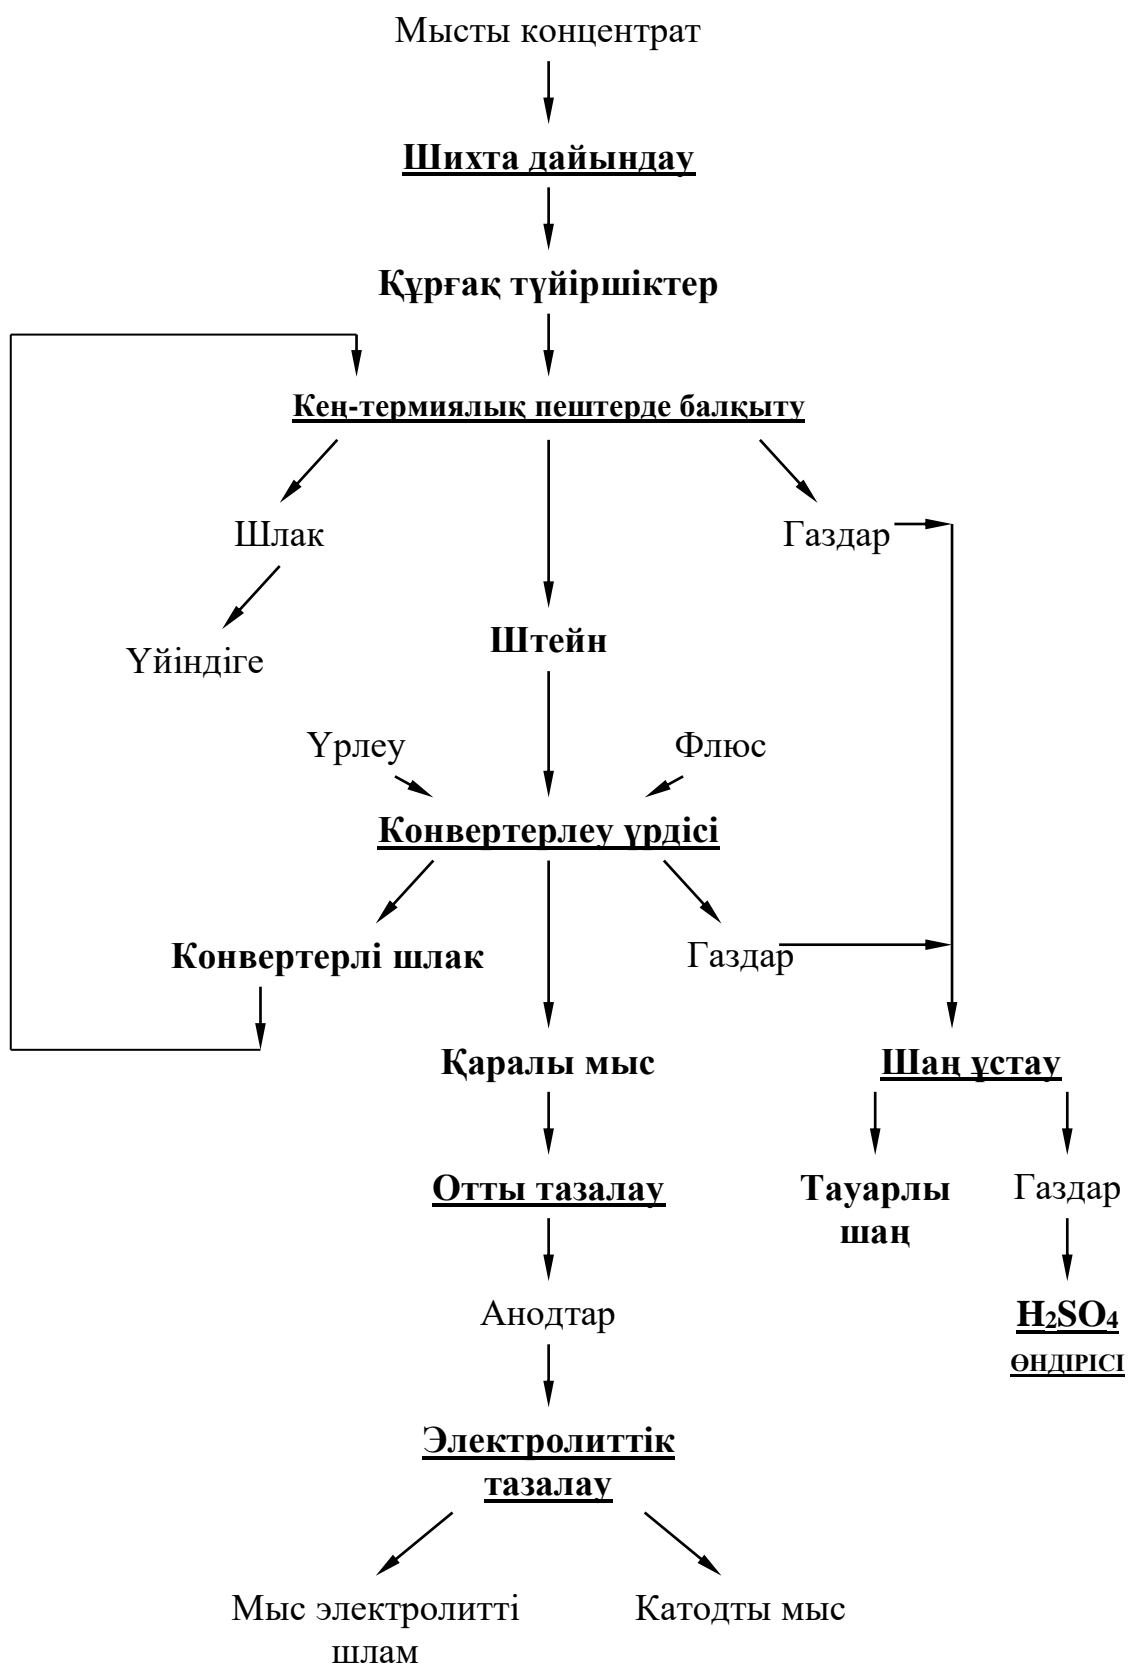 Мысты концентрат
Шихта дайындау
Құрғақ түйіршіктер
Кең-термиялық пештерде балқыту
Шлак
Газдар
Үйіндіге
Штейн
Үрлеу
Флюс
Конвертерлеу үрдісі
Конвертерлі шлак
Газдар
Қаралы мыс
Шаң ұстау
Отты тазалау
Тауарлы
шаң
Газдар
Анодтар
H₂SO₄
өндірісі
Электролиттік
тазалау
Мыс электролитті
шлам
Катодты мыс